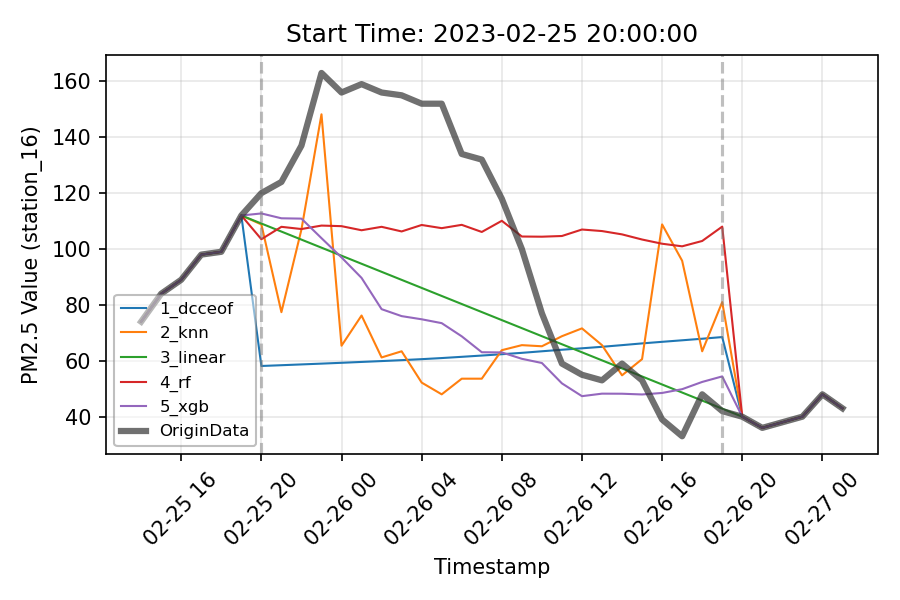 Start Time: 2023-02-25 20:00:00
PM2.5 Value (station_16)
160
140
120
100
80
60
40
1_dcceof
2_knn
3_linear
4_rf
5_xgb
OriginData
02-25 16
02-25 20
02-26 00
02-26 04
02-26 08
02-26 12
02-26 16
02-26 20
02-27 00
Timestamp